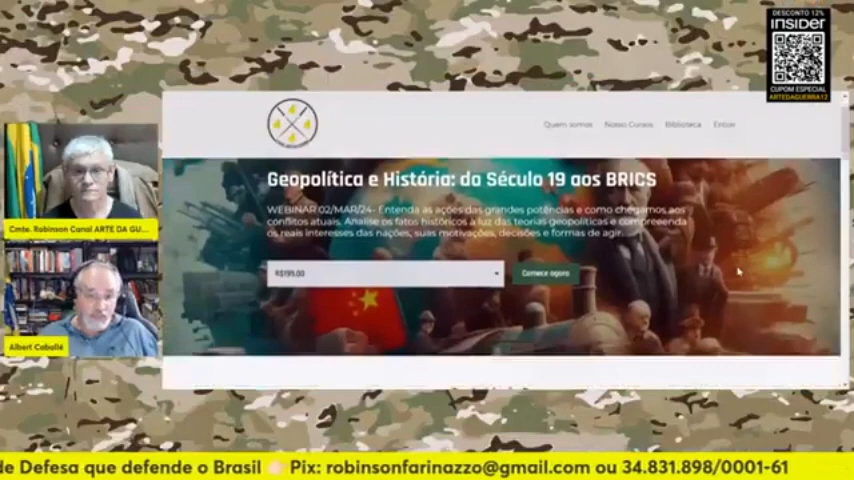 DESCONTO 12%
INSIDER
CUPOM ESPECIAL
ARTEDAGUERRA12
Quem somos Nosso Cursos Biblioteca Entrar
Geopolítica e História: do Século 19 aos BRICS
WEBINAR 02/MAR/24- Entenda as ações das grandes potências e como chegamos aos
conflitos atuais. Analise os fatos históricos à luz das teorias geopolíticas e compreenda
os reais interesses das nações, suas motivações, decisões e formas de agir.
R$199,00
Comece agora
Cmte. Robinson Canal ARTE DA GU...
Albert Caballé
de Defesa que defende o Brasil Pix: robinsonfarinazzo@gmail.com ou 34.831.898/0001-61